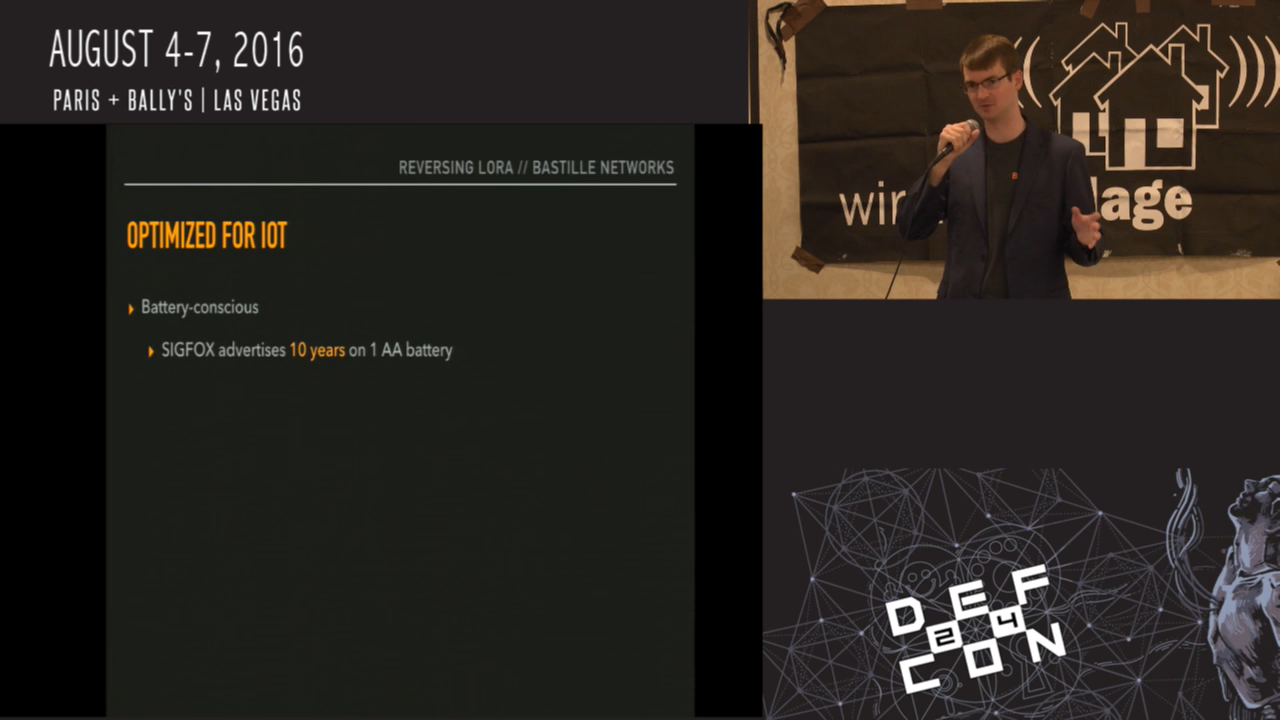 AUGUST 4-7, 2016
PARIS + BALLY'S | LAS VEGAS
REVERSING LORA // BASTILLE NETWORKS
OPTIMIZED FOR IOT
Battery-conscious
SIGFOX advertises 10 years on 1 AA battery
DEF
24
CON